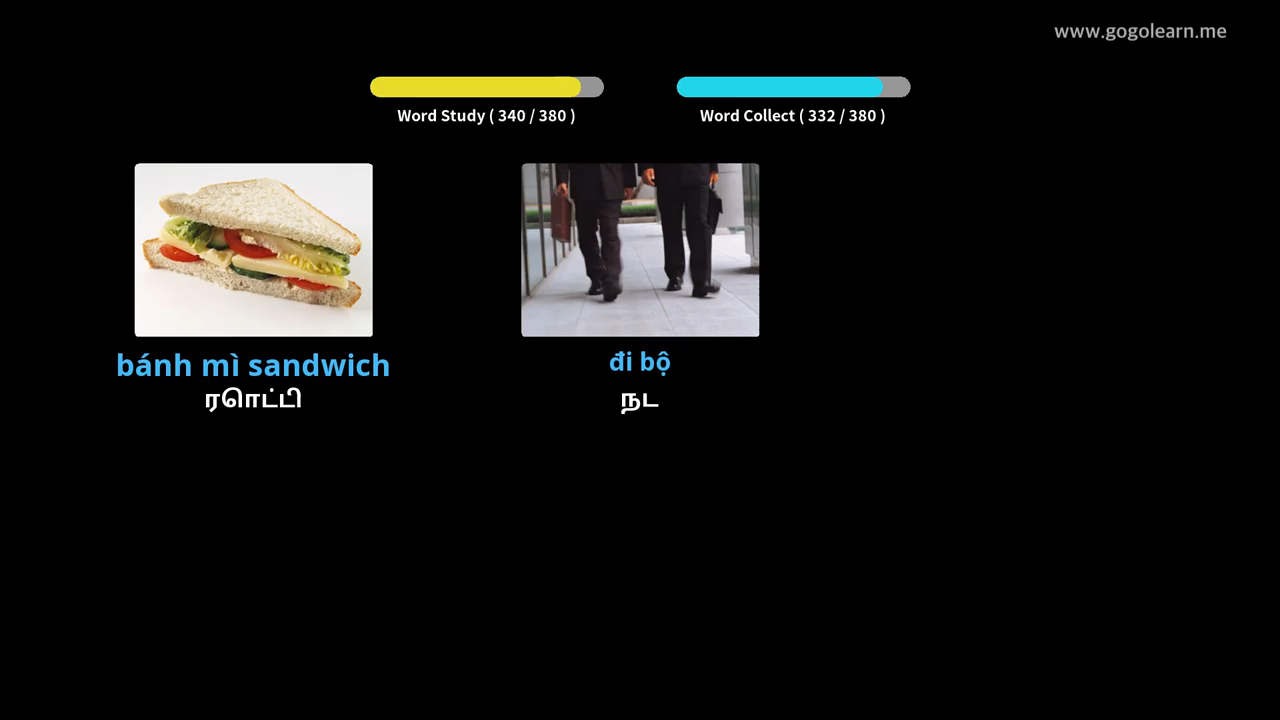 www.gogolearn.me
Word Study ( 340 / 380 )
Word Collect ( 332 / 380 )
bánh mì sandwich
ரொட்டி
đi bộ
நட